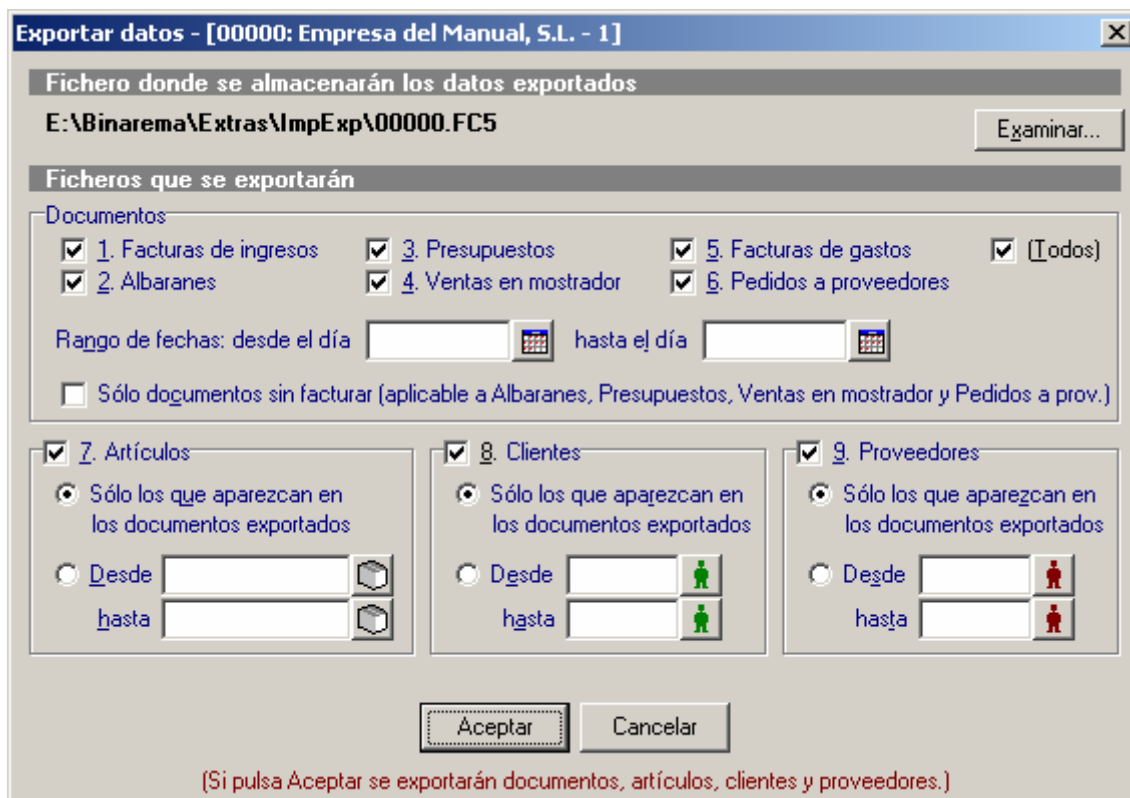 Exportar datos - [00000: Empresa del Manual, S.L. - 1]
Fichero donde se almacenarán los datos exportados
E:\Binarema\Extras\ImpExp\00000.FC5
Examinar...
Ficheros que se exportarán
Documentos
1. Facturas de ingresos 3. Presupuestos 5. Facturas de gastos (Todos)
2. Albaranes 4. Ventas en mostrador 6. Pedidos a proveedores
Rango de fechas: desde el día hasta el día
Sólo documentos sin facturar (aplicable a Albaranes, Presupuestos, Ventas en mostrador y Pedidos a prov.)
7. Artículos
Sólo los que aparezcan en
los documentos exportados
Desde
hasta
8. Clientes
Sólo los que aparezcan en
los documentos exportados
Desde
hasta
9. Proveedores
Sólo los que aparezcan en
los documentos exportados
Desde
hasta
Aceptar Cancelar
(Si pulsa Aceptar se exportarán documentos, artículos, clientes y proveedores.)